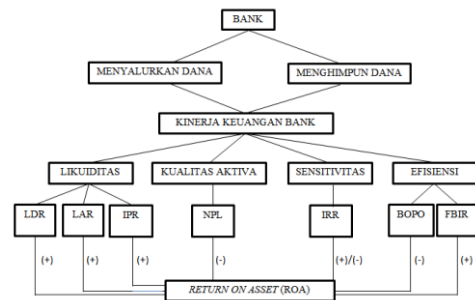 BANK
MENYALURKAN DANA
MENGHIMPUN DANA
KINERJA KEUANGAN BANK
LIKUIDITAS
KUALITAS AKTIVA
SENSITIVITAS
EFISIENSI
LDR
LAR
IPR
NPL
IRR
BOPO
FBIR
(+)
(+)
(+)
(-)
(+)/(-)
(-)
(+)
RETURN ON ASSET (ROA)